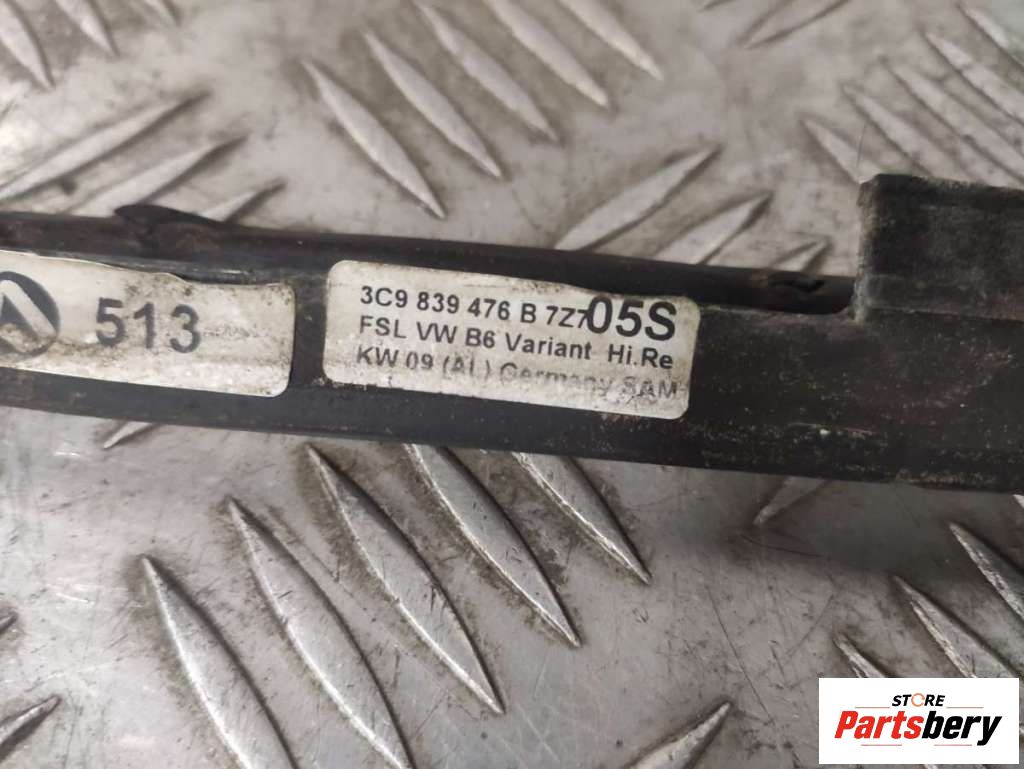 513
3C9 839 476 B 7Z7 05S
FSL VW B6 Variant Hi.Re
KW 09 (AL) Germany SAM
STORE
Partsbery